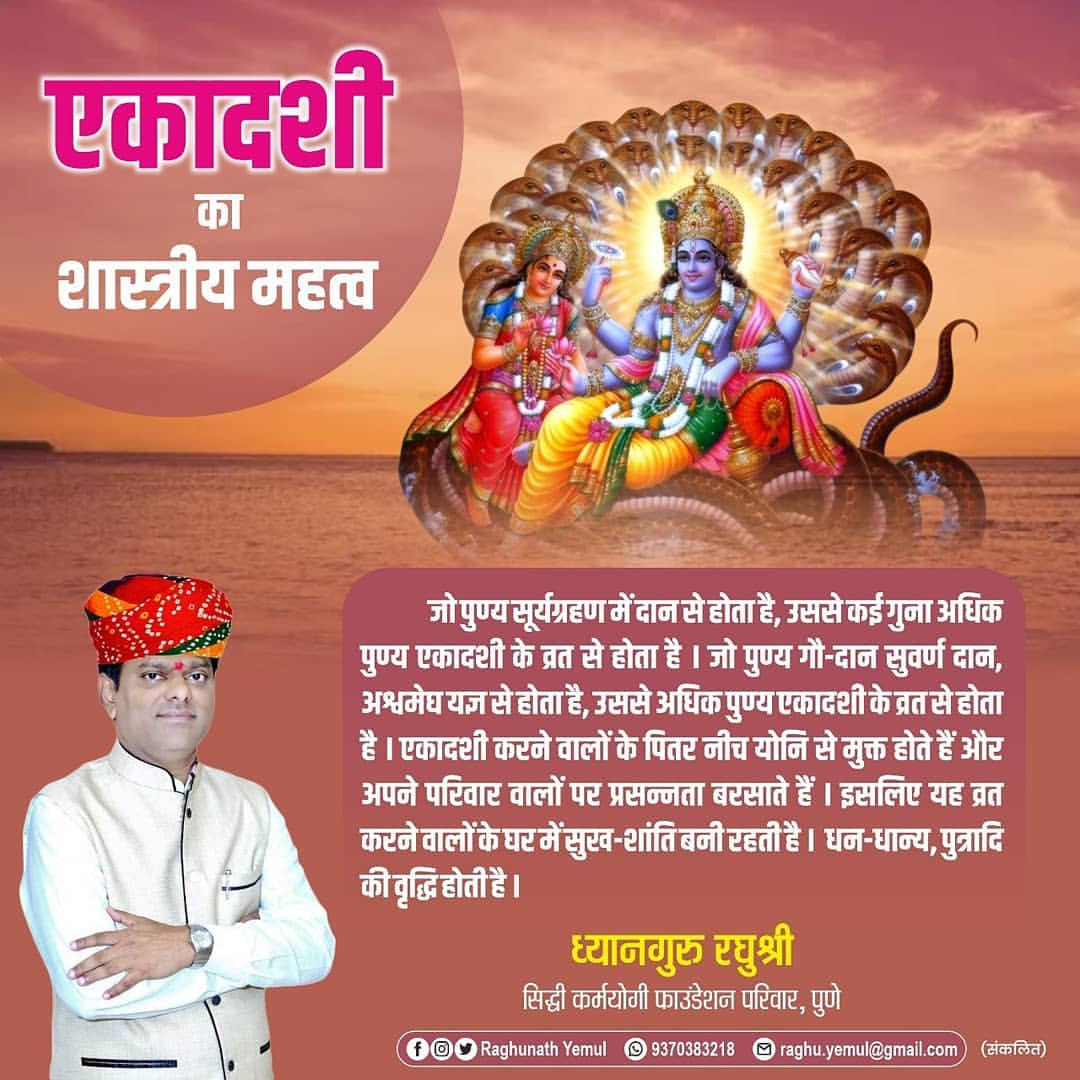 एकादशी
का
शास्त्रीय महत्व
जो पुण्य सूर्यग्रहण में दान से होता है, उससे कई गुना अधिक
पुण्य एकादशी के व्रत से होता है । जो पुण्य गौ-दान सुवर्ण दान,
अश्वमेघ यज्ञ से होता है, उससे अधिक पुण्य एकादशी के व्रत से होता
है । एकादशी करने वालों के पितर नीच योनि से मुक्त होते हैं और
अपने परिवार वालों पर प्रसन्नता बरसाते हैं । इसलिए यह व्रत
करने वालों के घर में सुख-शांति बनी रहती है । धन-धान्य, पुत्रादि
की वृद्धि होती है ।
ध्यानगुरु रघुश्री
सिद्धी कर्मयोगी फाउंडेशन परिवार, पुणे
Raghunath Yemul 9370383218 raghu.yemul@gmail.com (संकलित)